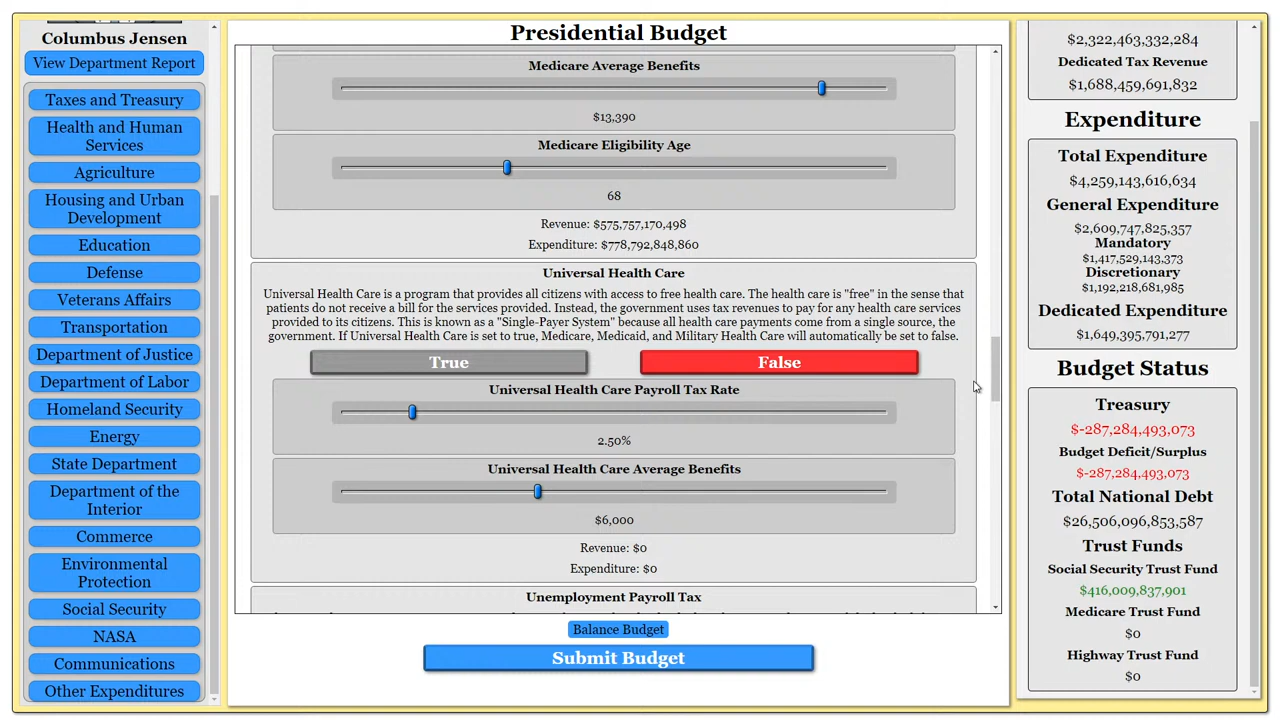 Columbus Jensen
View Department Report
Taxes and Treasury
Health and Human
Services
Agriculture
Housing and Urban
Development
Education
Defense
Veterans Affairs
Transportation
Department of Justice
Department of Labor
Homeland Security
Energy
State Department
Department of the
Interior
Commerce
Environmental
Protection
Social Security
NASA
Communications
Other Expenditures
Presidential Budget
Medicare Average Benefits
$13,390
Medicare Eligibility Age
68
Revenue: $575,757,170,498
Expenditure: $778,792,848,860
Universal Health Care
Universal Health Care is a program that provides all citizens with access to free health care. The health care is "free" in the sense that
patients do not receive a bill for the services provided. Instead, the government uses tax revenues to pay for any health care services
provided to its citizens. This is known as a "Single-Payer System" because all health care payments come from a single source, the
government. If Universal Health Care is set to true, Medicare, Medicaid, and Military Health Care will automatically be set to false.
True
False
Universal Health Care Payroll Tax Rate
2.50%
Universal Health Care Average Benefits
$6,000
Revenue: $0
Expenditure: $0
Unemployment Payroll Tax
Balance Budget
Submit Budget
$2,322,463,332,284
Dedicated Tax Revenue
$1,688,459,691,832
Expenditure
Total Expenditure
$4,259,143,616,634
General Expenditure
$2,609,747,825,357
Mandatory
$1,417,529,143,373
Discretionary
$1,192,218,681,985
Dedicated Expenditure
$1,649,395,791,277
Budget Status
Treasury
$-287,284,493,073
Budget Deficit/Surplus
$-287,284,493,073
Total National Debt
$26,506,096,853,587
Trust Funds
Social Security Trust Fund
$416,009,837,901
Medicare Trust Fund
$0
Highway Trust Fund
$0